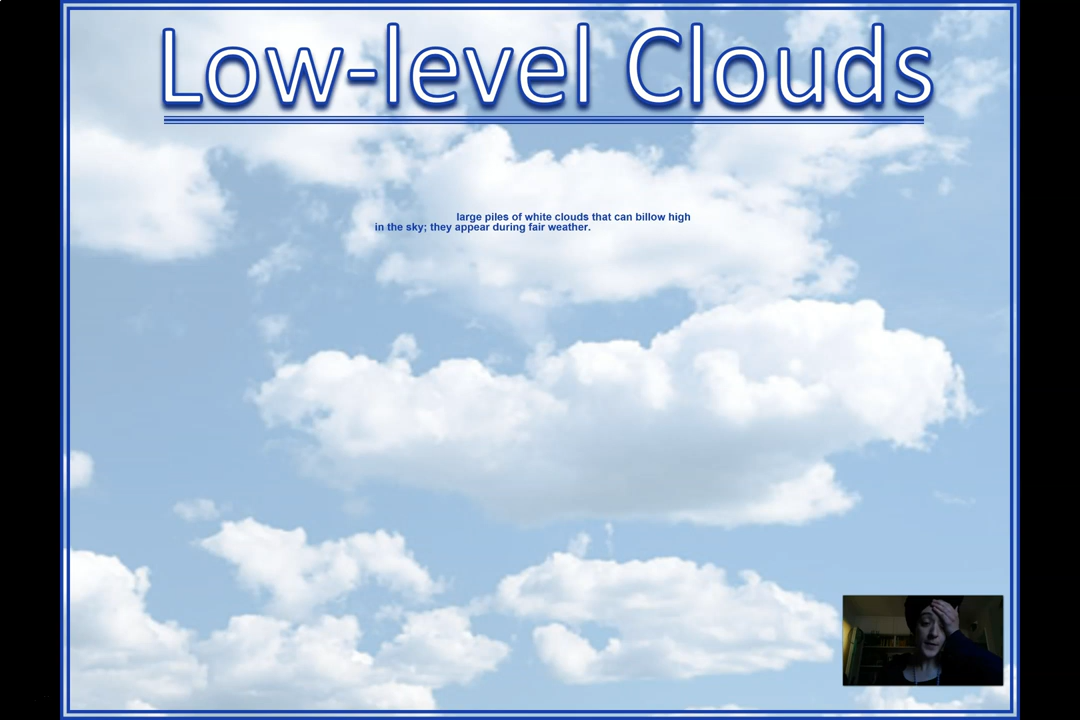 Low-level Clouds
large piles of white clouds that can billow high
in the sky; they appear during fair weather.